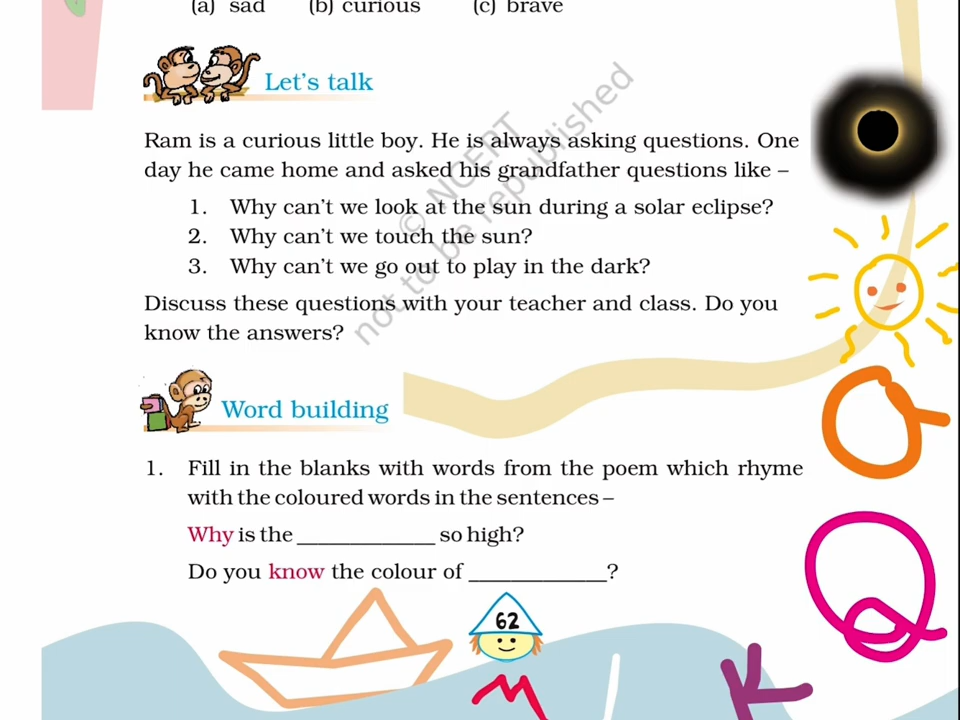 (a) sad (b) curious (c) brave
Let's talk
Ram is a curious little boy. He is always asking questions. One
day he came home and asked his grandfather questions like –
1. Why can't we look at the sun during a solar eclipse?
2. Why can't we touch the sun?
3. Why can't we go out to play in the dark?
Discuss these questions with your teacher and class. Do you
know the answers?
© NCERT
not to be republished
Word building
1. Fill in the blanks with words from the poem which rhyme
with the coloured words in the sentences –
Why is the ____________ so high?
Do you know the colour of ____________?
62
Q
Q
K
M